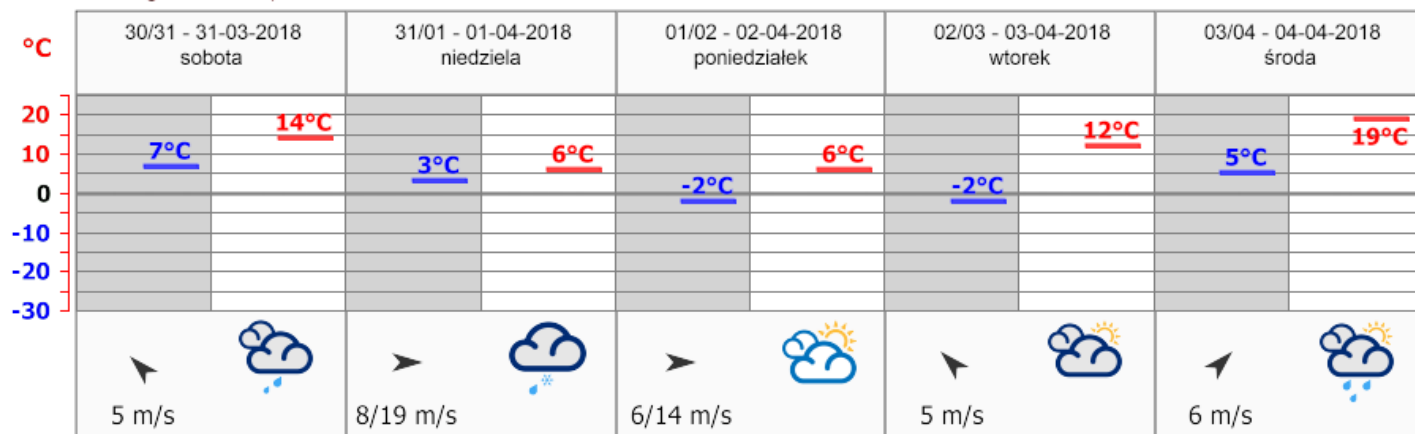 30/31 - 31-03-2018
sobota
31/01 - 01-04-2018
niedziela
01/02 - 02-04-2018
poniedziałek
02/03 - 03-04-2018
wtorek
03/04 - 04-04-2018
środa
°C
20
10
0
-10
-20
-30
7°C
14°C
3°C
6°C
-2°C
6°C
-2°C
12°C
5°C
19°C
5 m/s
8/19 m/s
6/14 m/s
5 m/s
6 m/s